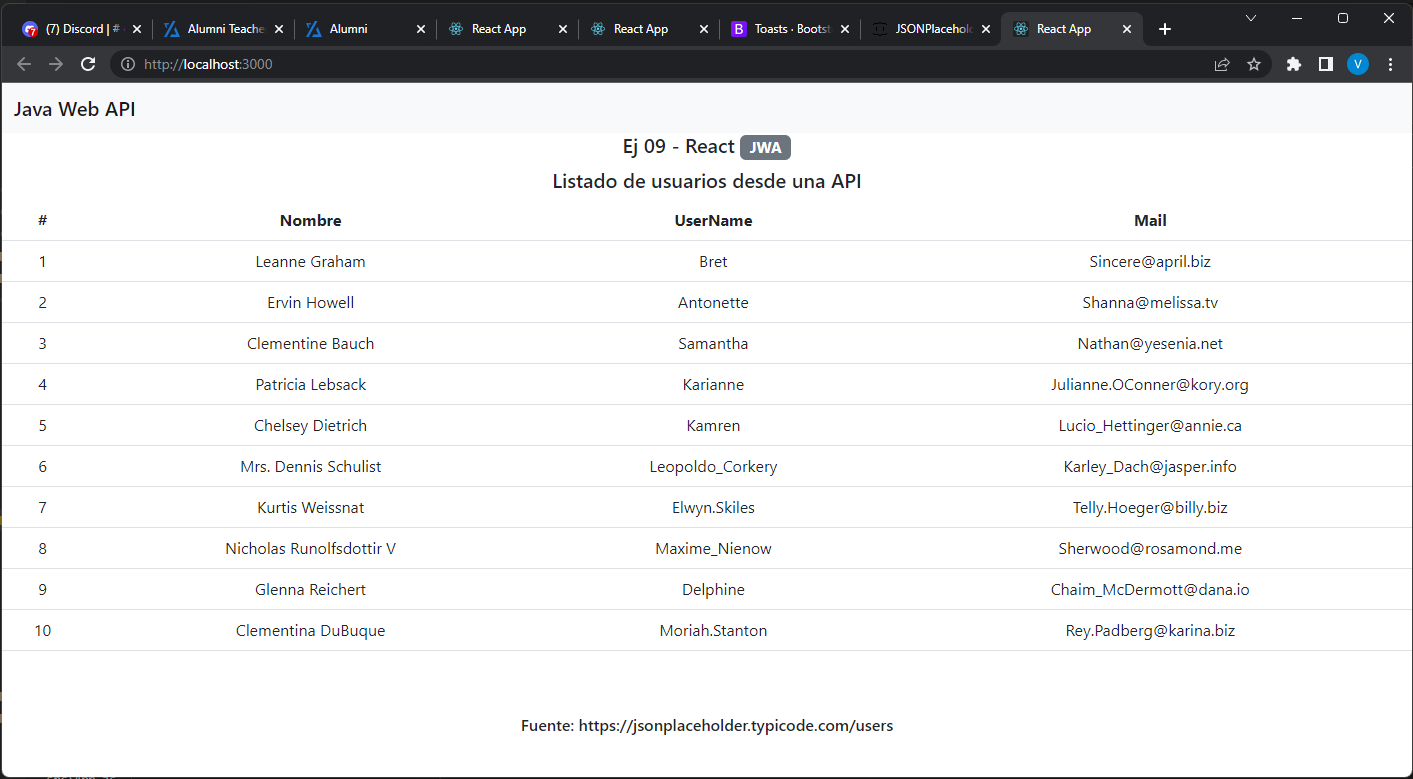 (7) Discord | # Alumni Teache Alumni React App React App Toasts · Bootst JSONPlacehol React App
http://localhost:3000 V
Java Web API
Ej 09 - React JWA
Listado de usuarios desde una API
# Nombre UserName Mail
1 Leanne Graham Bret Sincere@april.biz
2 Ervin Howell Antonette Shanna@melissa.tv
3 Clementine Bauch Samantha Nathan@yesenia.net
4 Patricia Lebsack Karianne Julianne.OConner@kory.org
5 Chelsey Dietrich Kamren Lucio_Hettinger@annie.ca
6 Mrs. Dennis Schulist Leopoldo_Corkery Karley_Dach@jasper.info
7 Kurtis Weissnat Elwyn.Skiles Telly.Hoeger@billy.biz
8 Nicholas Runolfsdottir V Maxime_Nienow Sherwood@rosamond.me
9 Glenna Reichert Delphine Chaim_McDermott@dana.io
10 Clementina DuBuque Moriah.Stanton Rey.Padberg@karina.biz
Fuente: https://jsonplaceholder.typicode.com/users